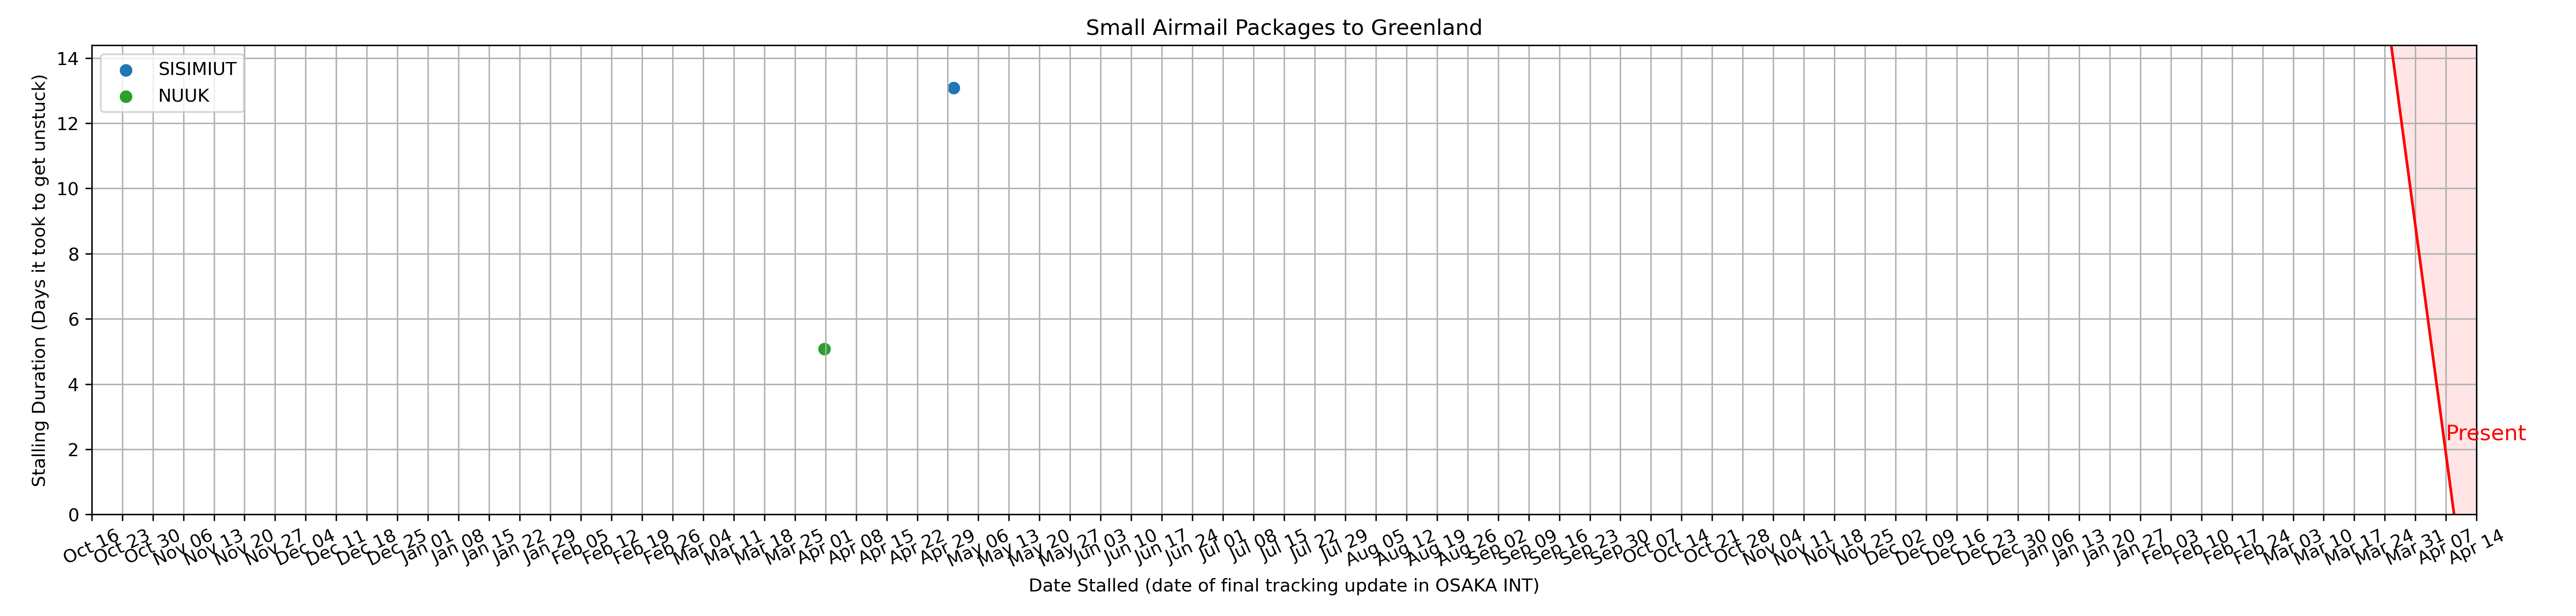 Small Airmail Packages to Greenland
SISIMIUT
NUUK
Stalling Duration (Days it took to get unstuck)
14
12
10
8
6
4
2
0
Present
Oct 16 Oct 23 Oct 30 Nov 06 Nov 13 Nov 20 Nov 27 Dec 04 Dec 11 Dec 18 Dec 25 Jan 01 Jan 08 Jan 15 Jan 22 Jan 29 Feb 05 Feb 12 Feb 19 Feb 26 Mar 04 Mar 11 Mar 18 Mar 25 Apr 01 Apr 08 Apr 15 Apr 22 Apr 29 May 06 May 13 May 20 May 27 Jun 03 Jun 10 Jun 17 Jun 24 Jul 01 Jul 08 Jul 15 Jul 22 Jul 29 Aug 05 Aug 12 Aug 19 Aug 26 Sep 02 Sep 09 Sep 16 Sep 23 Sep 30 Oct 07 Oct 14 Oct 21 Oct 28 Nov 04 Nov 11 Nov 18 Nov 25 Dec 02 Dec 09 Dec 16 Dec 23 Dec 30 Jan 06 Jan 13 Jan 20 Jan 27 Feb 03 Feb 10 Feb 17 Feb 24 Mar 03 Mar 10 Mar 17 Mar 24 Mar 31 Apr 07 Apr 14
Date Stalled (date of final tracking update in OSAKA INT)